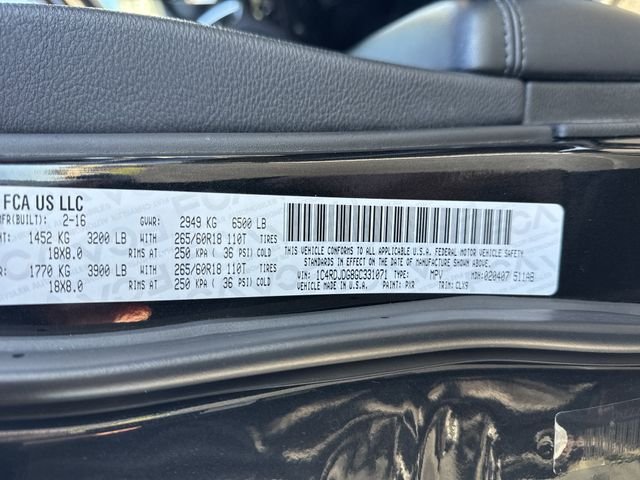 FCA US LLC
MFR(BUILT): 2-16 GVWR: 2949 KG 6500 LB
NT: 1452 KG 3200 LB WITH 265/60R18 110T TIRES
18X8.0 RIMS AT 250 KPA ( 36 PSI) COLD
R: 1770 KG 3900 LB WITH 265/60R18 110T TIRES
18X8.0 RIMS AT 250 KPA ( 36 PSI) COLD
THIS VEHICLE CONFORMS TO ALL APPLICABLE U.S.A. FEDERAL MOTOR VEHICLE SAFETY
STANDARDS IN EFFECT ON THE DATE OF MANUFACTURE SHOWN ABOVE.
VIN: 1C4RDJDG8GC331071 TYPE: MPV MDH: 020407 511AB
VEHICLE MADE IN U.S.A. PAINT: PXR TRIM: CLX9